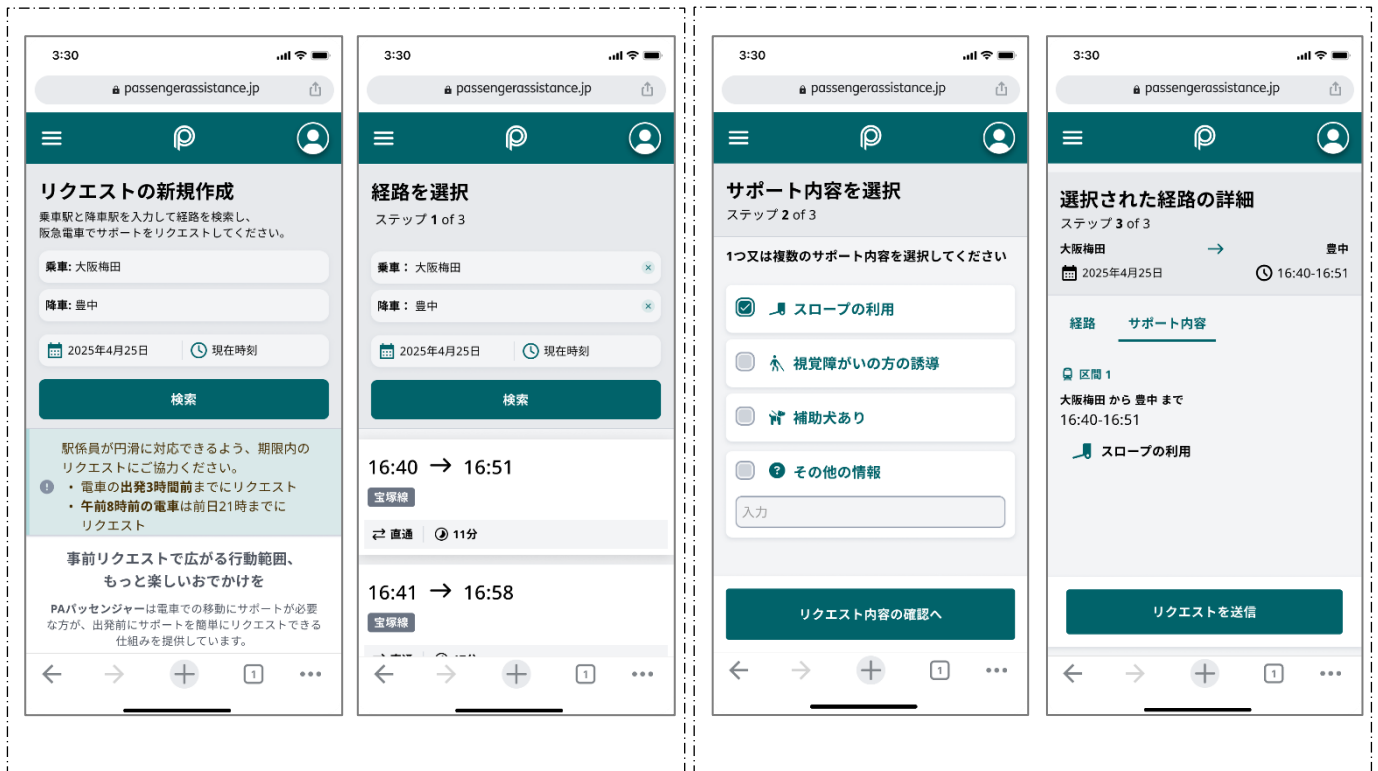 3:30
passengerassistance.jp
リクエストの新規作成
乗車駅と降車駅を入力して経路を検索し、
阪急電車でサポートをリクエストしてください。
乗車: 大阪梅田
降車: 豊中
2025年4月25日 現在時刻
検索
駅係員が円滑に対応できるよう、期限内の
リクエストにご協力ください。
・電車の出発3時間前までにリクエスト
・午前8時前の電車は前日21時までに
リクエスト
事前リクエストで広がる行動範囲、
もっと楽しいおでかけを
PAパッセンジャーは電車での移動にサポートが必要
な方が、出発前にサポートを簡単にリクエストできる
仕組みを提供しています。
1
3:30
passengerassistance.jp
経路を選択
ステップ 1 of 3
乗車： 大阪梅田
降車： 豊中
2025年4月25日 現在時刻
検索
16:40 → 16:51
宝塚線
直通 11分
16:41 → 16:58
宝塚線
1
3:30
passengerassistance.jp
サポート内容を選択
ステップ 2 of 3
1つ又は複数のサポート内容を選択してください
スロープの利用
視覚障がいの方の誘導
補助犬あり
その他の情報
入力
リクエスト内容の確認へ
1
3:30
passengerassistance.jp
選択された経路の詳細
ステップ 3 of 3
大阪梅田 → 豊中
2025年4月25日 16:40-16:51
経路 サポート内容
区間 1
大阪梅田 から 豊中 まで
16:40-16:51
スロープの利用
リクエストを送信
1